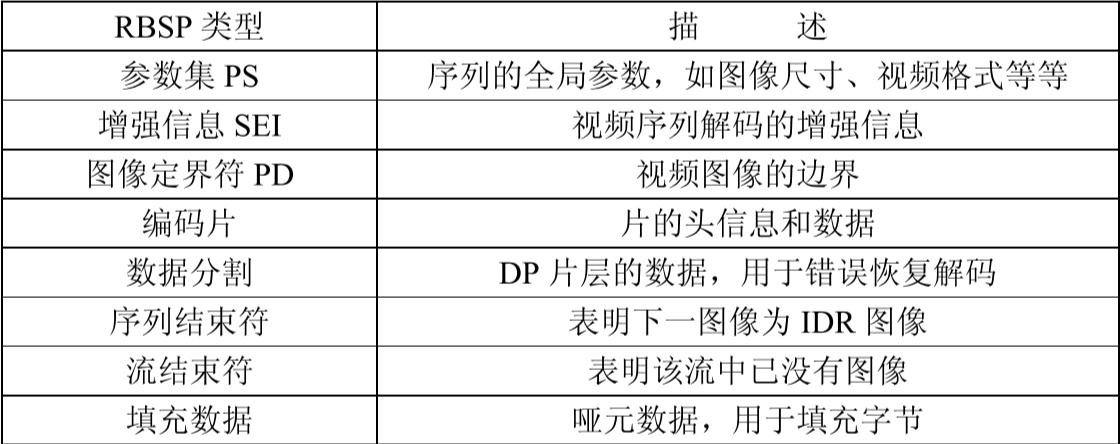 RBSP 类型 描 述
参数集 PS 序列的全局参数，如图像尺寸、视频格式等等
增强信息 SEI 视频序列解码的增强信息
图像定界符 PD 视频图像的边界
编码片 片的头信息和数据
数据分割 DP 片层的数据，用于错误恢复解码
序列结束符 表明下一图像为 IDR 图像
流结束符 表明该流中已没有图像
填充数据 哑元数据，用于填充字节